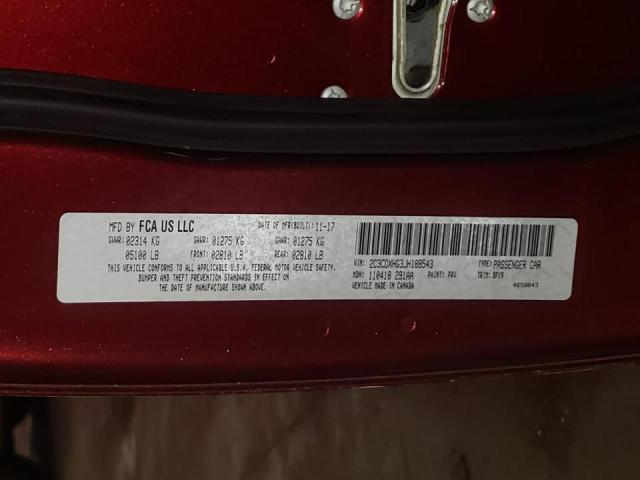 MFD BY FCA US LLC DATE OF MFR(BUILT):11-17
GVWR: 02314 KG GAWR: 01275 KG GAWR: 01275 KG
05100 LB FRONT: 02810 LB REAR: 02810 LB
THIS VEHICLE CONFORMS TO ALL APPLICABLE U.S.A. FEDERAL MOTOR VEHICLE SAFETY,
BUMPER AND THEFT PREVENTION STANDARDS IN EFFECT ON
THE DATE OF MANUFACTURE SHOWN ABOVE.
VIN: 2C3CDXHG3JH188543 TYPE: PASSENGER CAR
MDH: 110418 291AA PAINT: PRV TRIM: BPX9
VEHICLE MADE IN CANADA 4658843